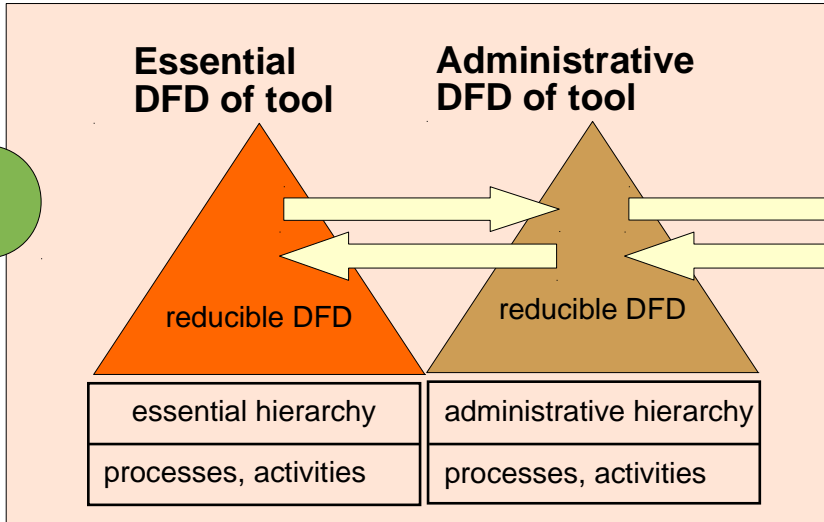 Essential
DFD of tool
Administrative
DFD of tool
reducible DFD
reducible DFD
essential hierarchy
administrative hierarchy
processes, activities
processes, activities